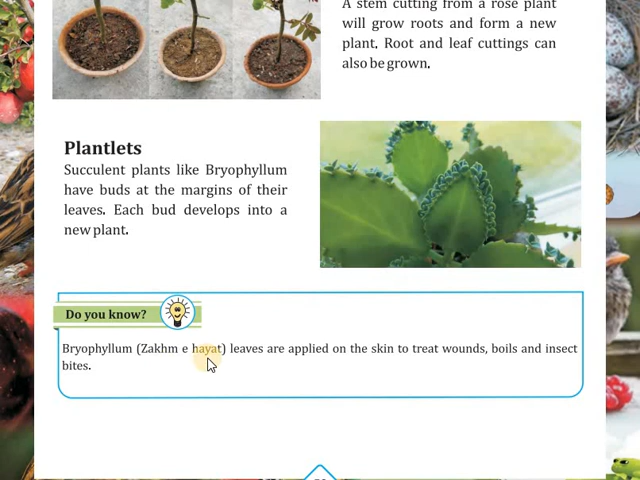 A stem cutting from a rose plant
will grow roots and form a new
plant. Root and leaf cuttings can
also be grown.
Plantlets
Succulent plants like Bryophyllum
have buds at the margins of their
leaves. Each bud develops into a
new plant.
Do you know?
Bryophyllum (Zakhm e hayat) leaves are applied on the skin to treat wounds, boils and insect
bites.